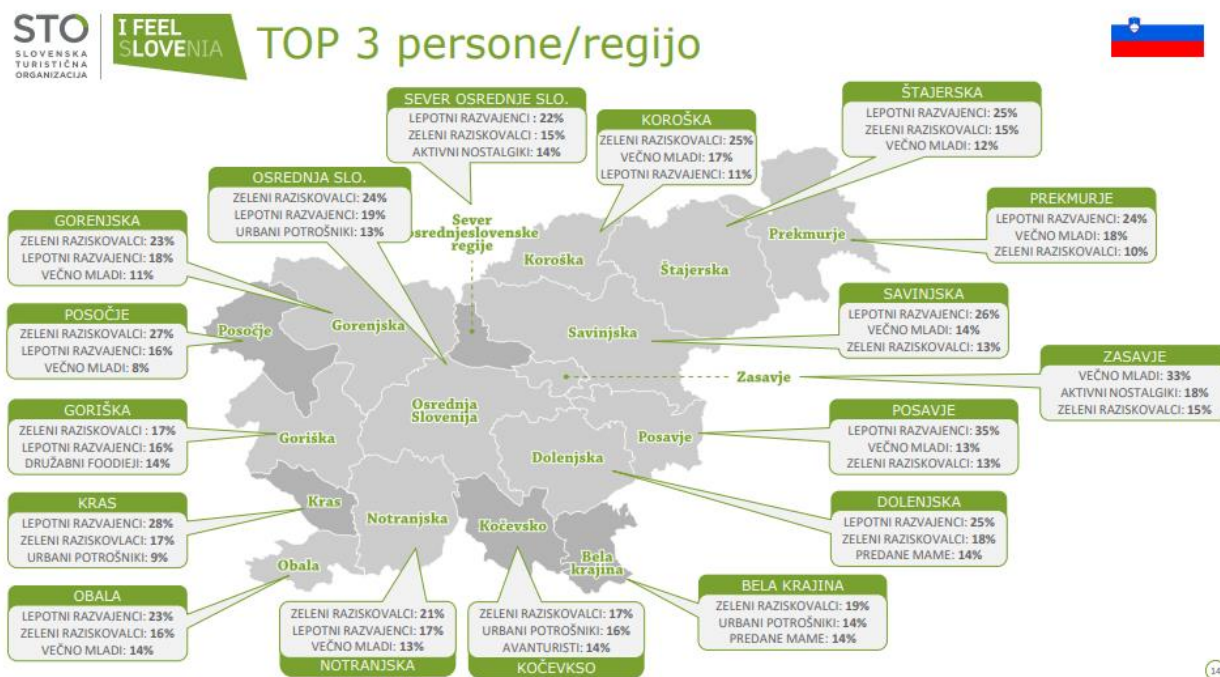 STO
SLOVENSKA
TURISTIČNA
ORGANIZACIJA
I FEEL
SLOVENIA
TOP 3 persone/regijo
SEVER OSREDNJE SLO.
LEPOTNI RAZVAJENCI : 22%
ZELENI RAZISKOVALCI : 15%
AKTIVNI NOSTALGIKI: 14%
KOROŠKA
ZELENI RAZISKOVALCI: 25%
VEČNO MLADI: 17%
LEPOTNI RAZVAJENCI: 11%
ŠTAJERSKA
LEPOTNI RAZVAJENCI: 25%
ZELENI RAZISKOVALCI: 15%
VEČNO MLADI: 12%
OSREDNJA SLO.
ZELENI RAZISKOVALCI: 24%
LEPOTNI RAZVAJENCI: 19%
URBANI POTROŠNIKI: 13%
PREKMURJE
LEPOTNI RAZVAJENCI: 24%
VEČNO MLADI: 18%
ZELENI RAZISKOVALCI: 10%
GORENJSKA
ZELENI RAZISKOVALCI: 23%
LEPOTNI RAZVAJENCI: 18%
VEČNO MLADI: 11%
SAVINJSKA
LEPOTNI RAZVAJENCI: 26%
VEČNO MLADI: 14%
ZELENI RAZISKOVALCI: 13%
POSOČJE
ZELENI RAZISKOVALCI: 27%
LEPOTNI RAZVAJENCI: 16%
VEČNO MLADI: 8%
ZASAVJE
VEČNO MLADI: 33%
AKTIVNI NOSTALGIKI: 18%
ZELENI RAZISKOVALCI: 15%
GORIŠKA
ZELENI RAZISKOVALCI : 17%
LEPOTNI RAZVAJENCI: 16%
DRUŽABNI FOODIEJI: 14%
POSAVJE
LEPOTNI RAZVAJENCI: 35%
VEČNO MLADI: 13%
ZELENI RAZISKOVALCI: 13%
KRAS
LEPOTNI RAZVAJENCI: 28%
ZELENI RAZISKOVLACI: 17%
URBANI POTROŠNIKI: 9%
DOLENJSKA
LEPOTNI RAZVAJENCI: 25%
ZELENI RAZISKOVALCI: 18%
PREDANE MAME: 14%
OBALA
LEPOTNI RAZVAJENCI: 23%
ZELENI RAZISKOVALCI: 16%
VEČNO MLADI: 14%
ZELENI RAZISKOVALCI: 21%
LEPOTNI RAZVAJENCI: 17%
VEČNO MLADI: 13%
NOTRANJSKA
ZELENI RAZISKOVALCI: 17%
URBANI POTROŠNIKI: 16%
AVANTURISTI: 14%
KOČEVKSO
BELA KRAJINA
ZELENI RAZISKOVALCI: 19%
URBANI POTROŠNIKI: 14%
PREDANE MAME: 14%
Sever
osrednjeslovenske
regije
Koroška
Štajerska
Prekmurje
Posočje
Gorenjska
Savinjska
Zasavje
Osrednja
Slovenija
Goriška
Posavje
Dolenjska
Kras
Notranjska
Kočevsko
Bela
krajina
Obala
14